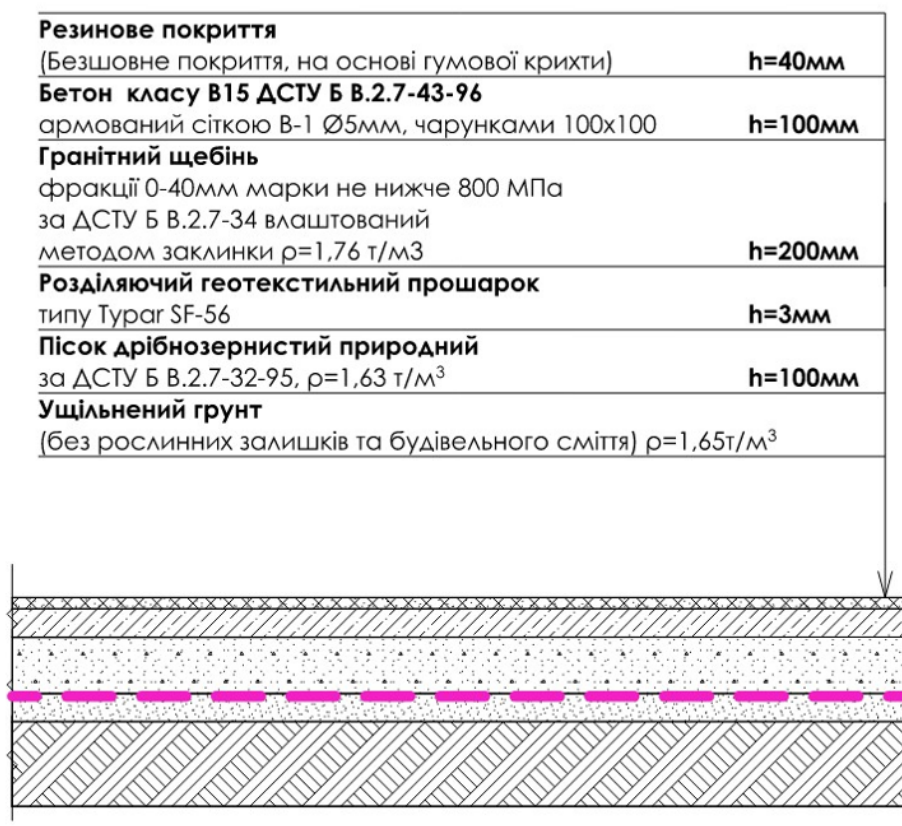 Резинове покриття
(Безшовне покриття, на основі гумової крихти) h=40мм
Бетон класу В15 ДСТУ Б В.2.7-43-96
армований сіткою В-1 Ø5мм, чарунками 100х100 h=100мм
Гранітний щебінь
фракції 0-40мм марки не нижче 800 МПа
за ДСТУ Б В.2.7-34 влаштований
методом заклинки ρ=1,76 т/м3 h=200мм
Розділяючий геотекстильний прошарок
типу Typar SF-56 h=3мм
Пісок дрібнозернистий природний
за ДСТУ Б В.2.7-32-95, ρ=1,63 т/м³ h=100мм
Ущільнений грунт
(без рослинних залишків та будівельного сміття) ρ=1,65т/м³